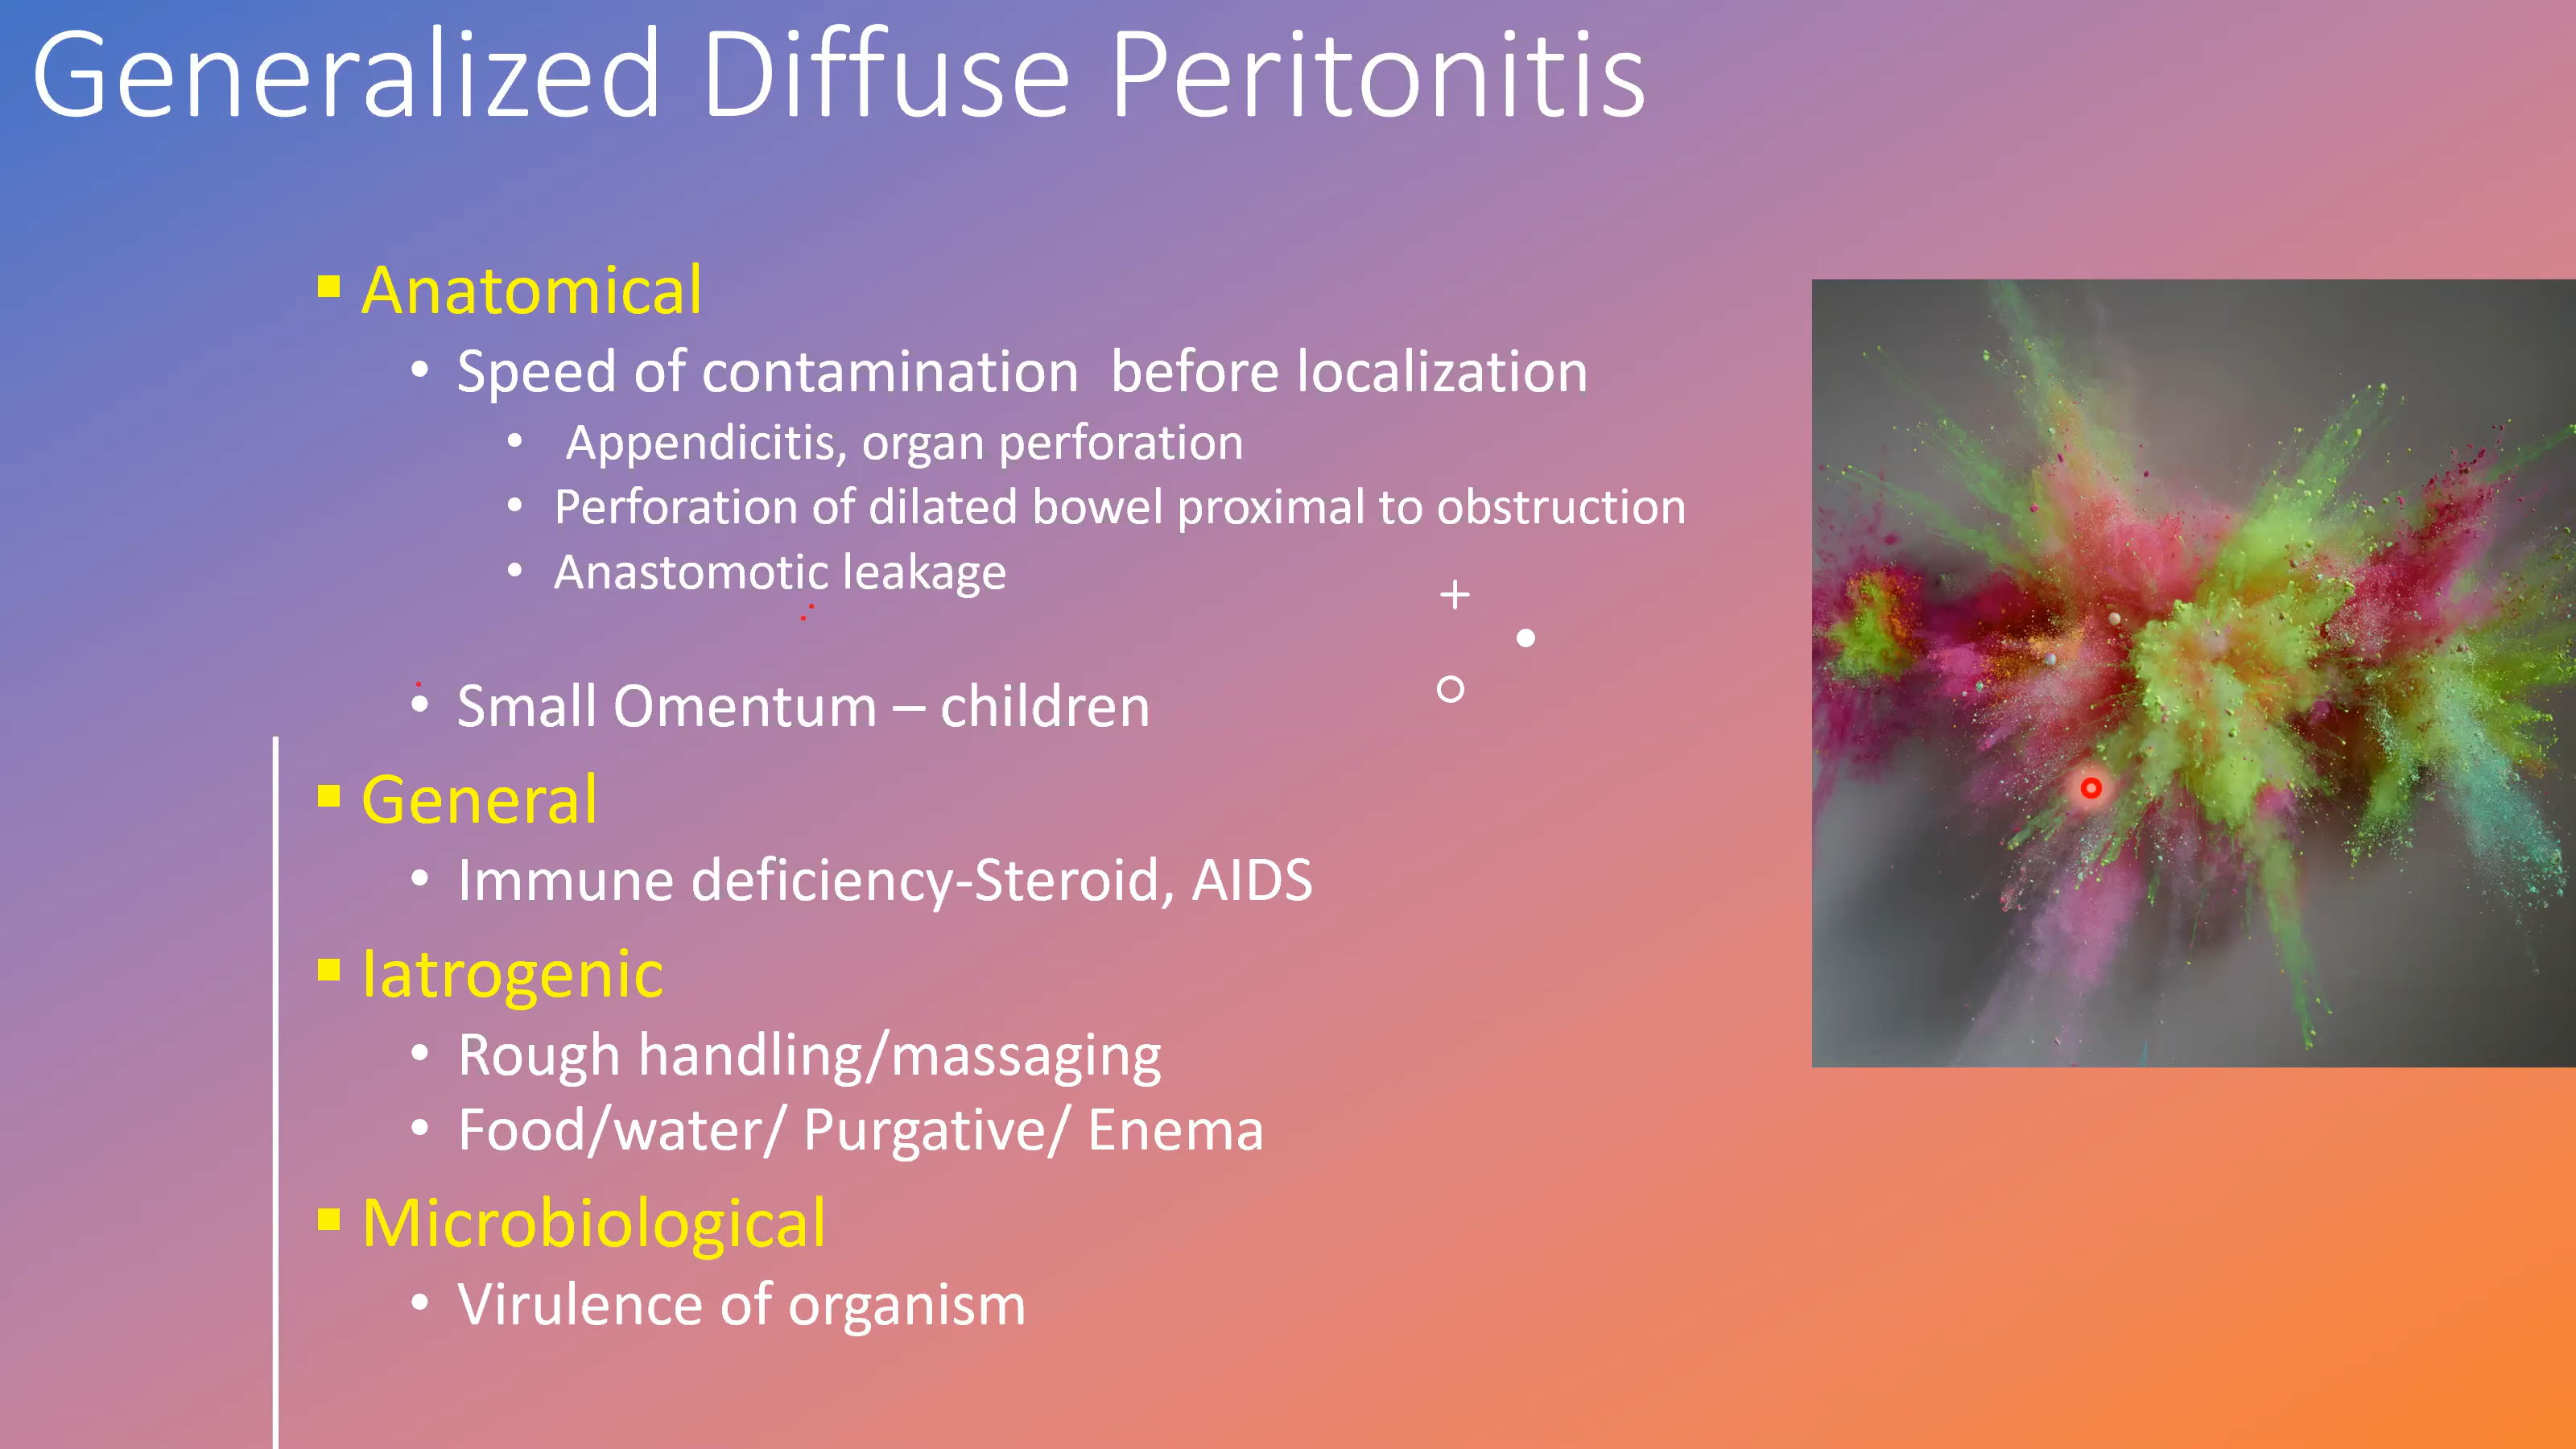 Generalized Diffuse Peritonitis
Anatomical
Speed of contamination before localization
Appendicitis, organ perforation
Perforation of dilated bowel proximal to obstruction
Anastomotic leakage
Small Omentum – children
General
Immune deficiency-Steroid, AIDS
Iatrogenic
Rough handling/massaging
Food/water/ Purgative/ Enema
Microbiological
Virulence of organism